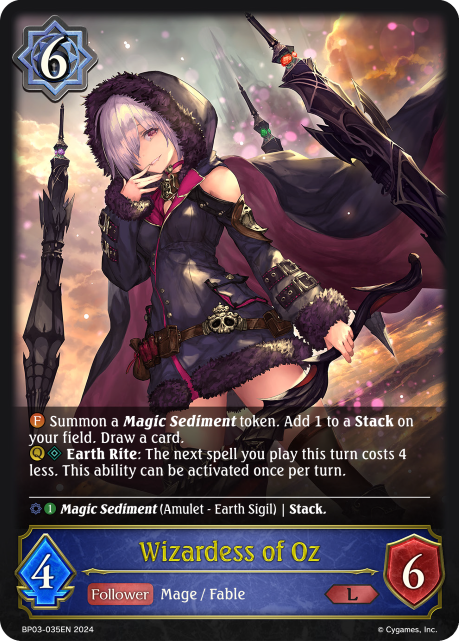 6
F Summon a Magic Sediment token. Add 1 to a Stack on
your field. Draw a card.
Q Earth Rite: The next spell you play this turn costs 4
less. This ability can be activated once per turn.
1 Magic Sediment (Amulet - Earth Sigil) | Stack.
Wizardess of Oz
4
6
Follower Mage / Fable
L
BP03-035EN 2024
© Cygames, Inc.